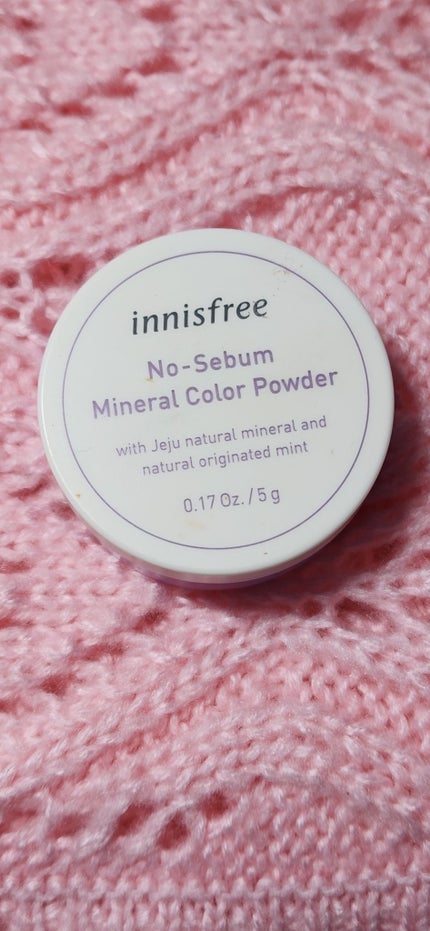 innisfree
No-Sebum
Mineral Color Powder
with Jeju natural mineral and
natural originated mint
0.17 Oz. / 5 g